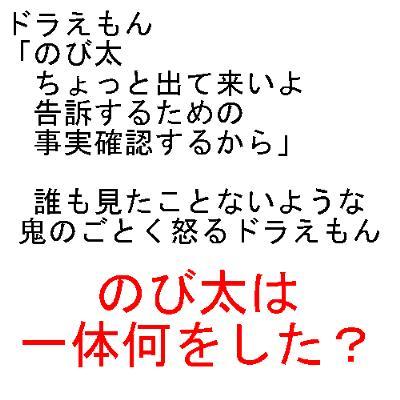 ドラえもん
「のび太
ちょっと出て来いよ
告訴するための
事実確認するから」
誰も見たことないような
鬼のごとく怒るドラえもん
のび太は
一体何をした？